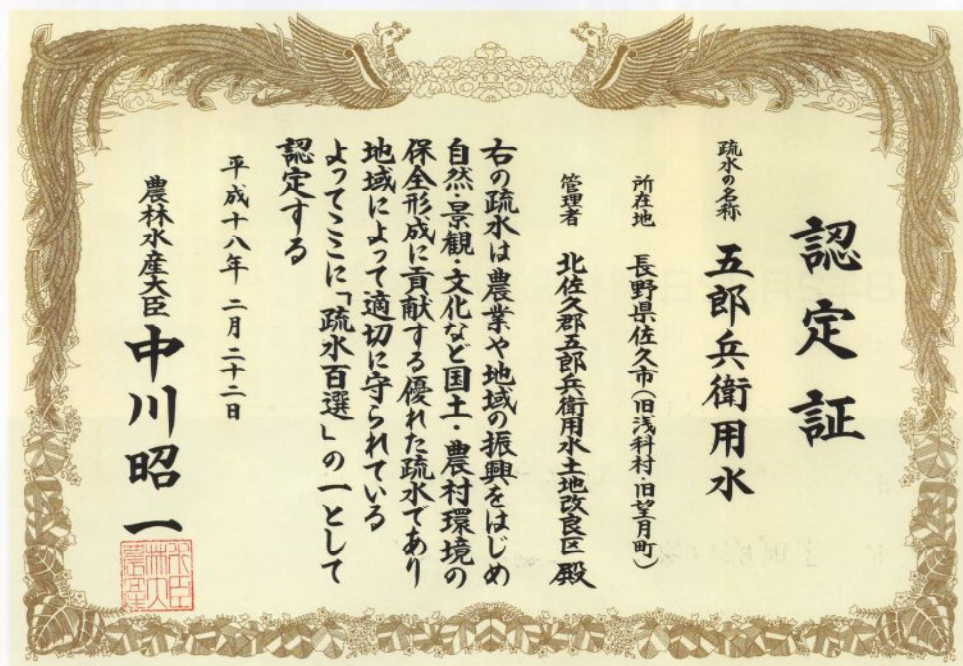 認定証
疏水の名称 五郎兵衛用水
所在地 長野県佐久市(旧浅科村・旧望月町)
管理者 北佐久郡五郎兵衛用水土地改良区 殿
右の疏水は農業や地域の振興をはじめ
自然・景観・文化など国土・農村環境の
保全形成に貢献する優れた疏水であり
地域によって適切に守られている
よってここに「疏水百選」の一として
認定する
平成十八年 二月二十二日
農林水産大臣 中川昭一